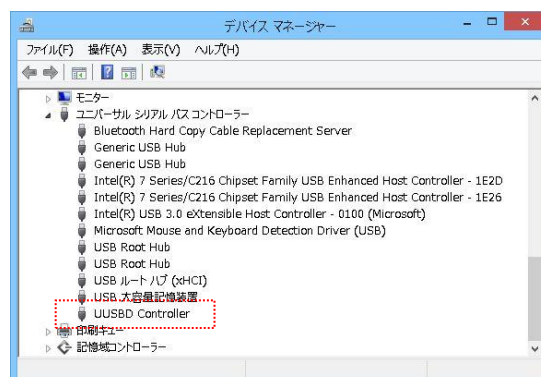 デバイス マネージャー
ファイル(F) 操作(A) 表示(V) ヘルプ(H)
モニター
ユニバーサル シリアル バス コントローラー
Bluetooth Hard Copy Cable Replacement Server
Generic USB Hub
Generic USB Hub
Intel(R) 7 Series/C216 Chipset Family USB Enhanced Host Controller - 1E2D
Intel(R) 7 Series/C216 Chipset Family USB Enhanced Host Controller - 1E26
Intel(R) USB 3.0 eXtensible Host Controller - 0100 (Microsoft)
Microsoft Mouse and Keyboard Detection Driver (USB)
USB Root Hub
USB Root Hub
USB ルート ハブ (xHCI)
USB 大容量記憶装置
UUSBD Controller
印刷キュー
記憶域コントローラー